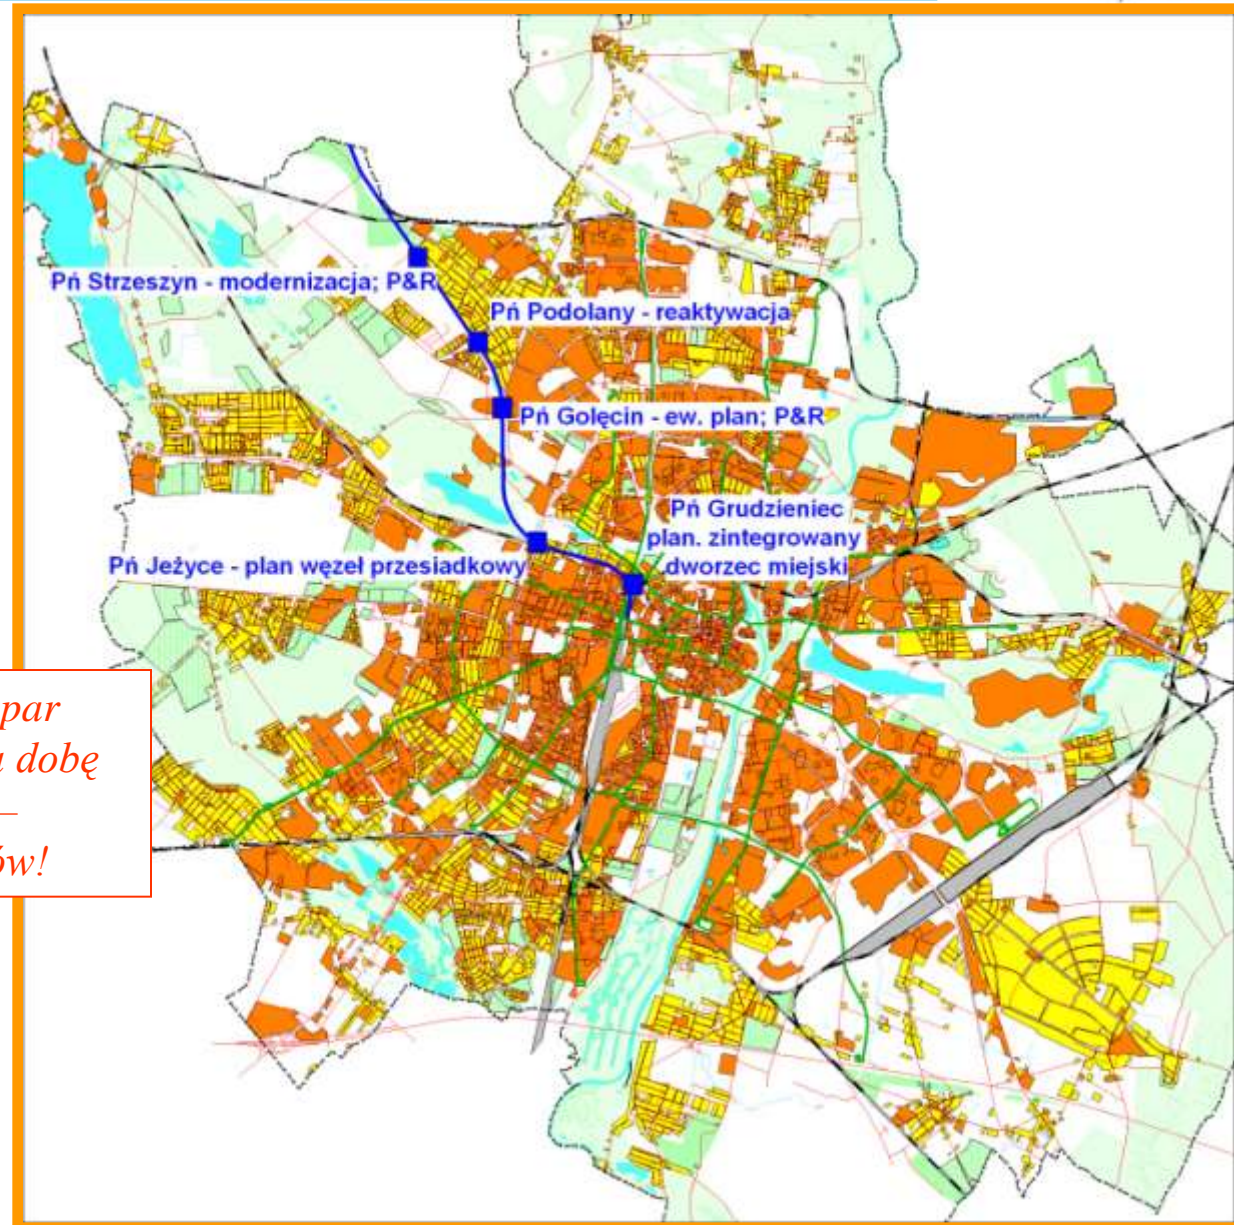 Pń Strzeszyn - modernizacja; P&R
Pń Podolany - reaktywacja
Pń Golęcin - ew. plan; P&R
Pń Grudzieniec
plan. zintegrowany
dworzec miejski
Pń Jeżyce - plan węzeł przesiadkowy
par
dobę
–
ów!